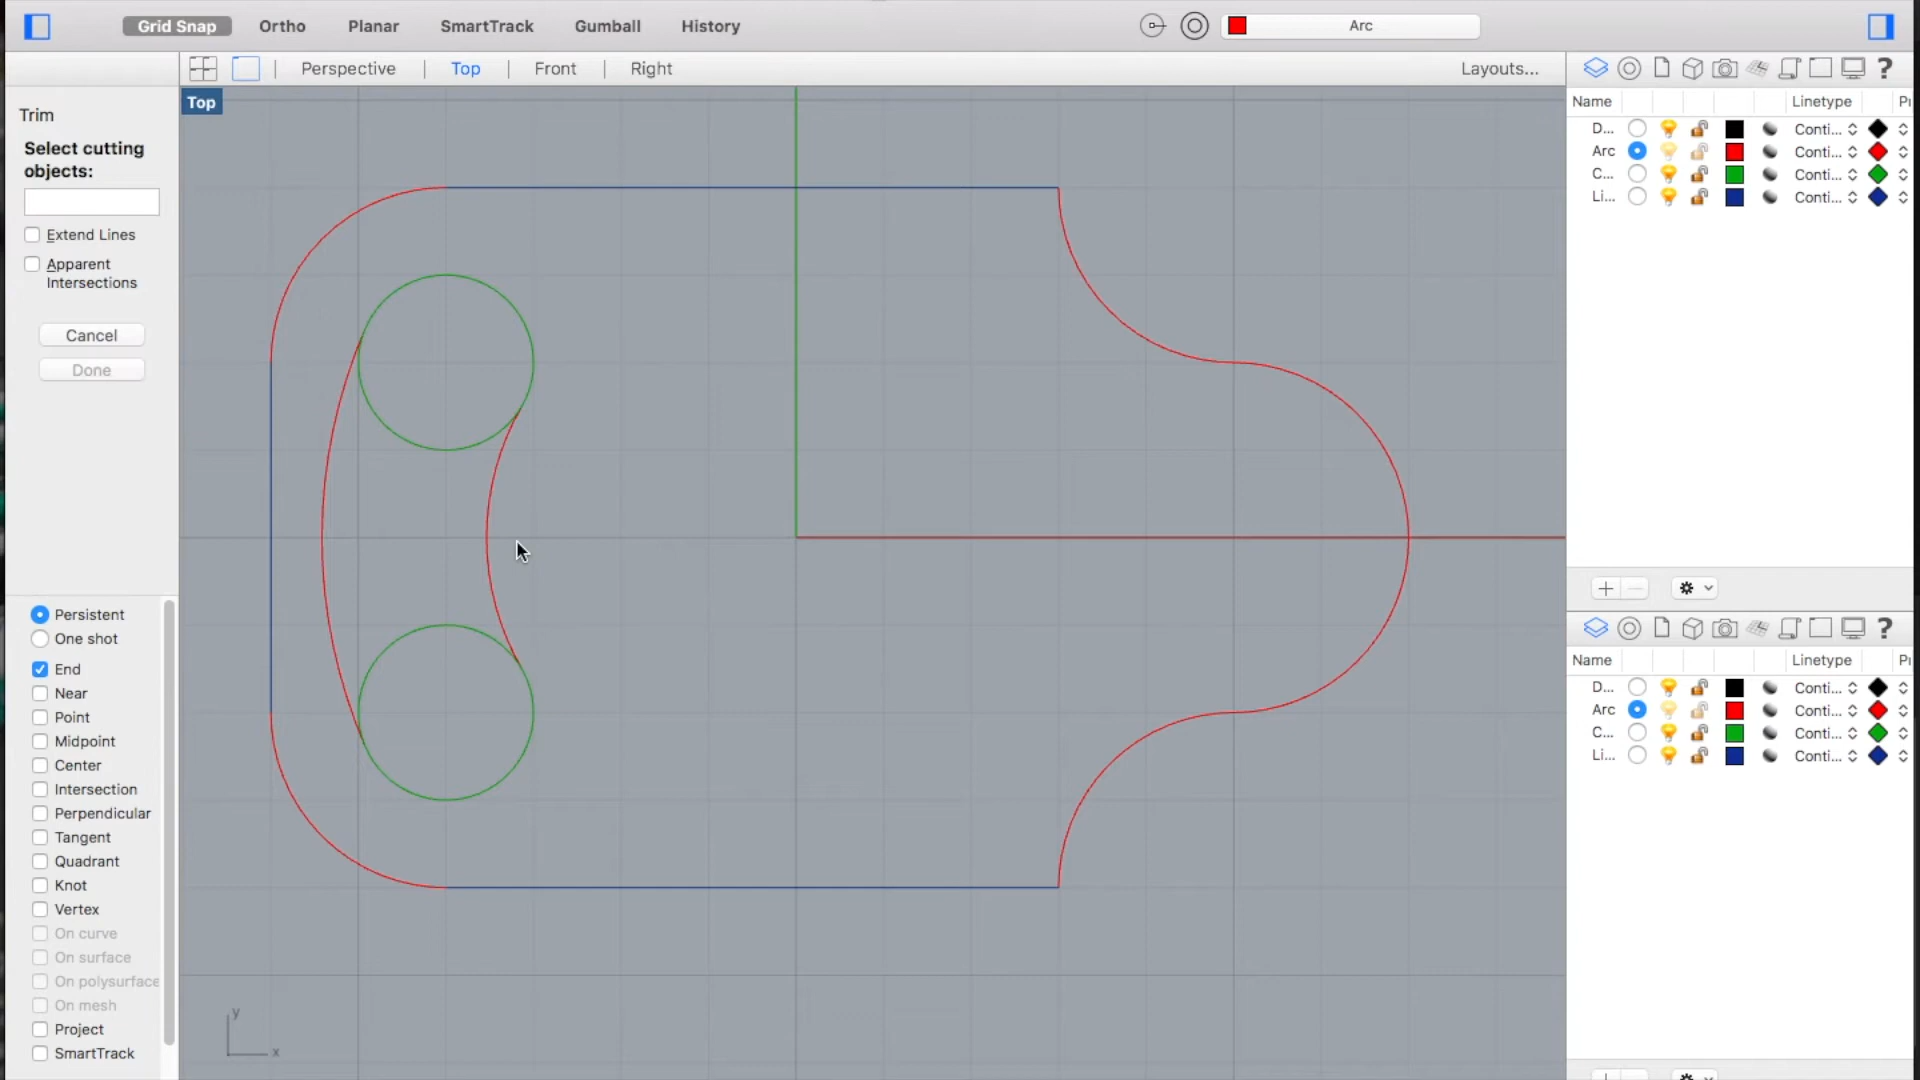 Grid Snap Ortho Planar SmartTrack Gumball History Arc
Perspective Top Front Right Layouts...
Top
Trim
Select cutting
objects:
Extend Lines
Apparent
Intersections
Cancel
Done
Persistent
One shot
End
Near
Point
Midpoint
Center
Intersection
Perpendicular
Tangent
Quadrant
Knot
Vertex
On curve
On surface
On polysurface
On mesh
Project
SmartTrack
y
x
?
Name Linetype
D... Conti...
Arc Conti...
C... Conti...
Li... Conti...
?
Name Linetype
D... Conti...
Arc Conti...
C... Conti...
Li... Conti...